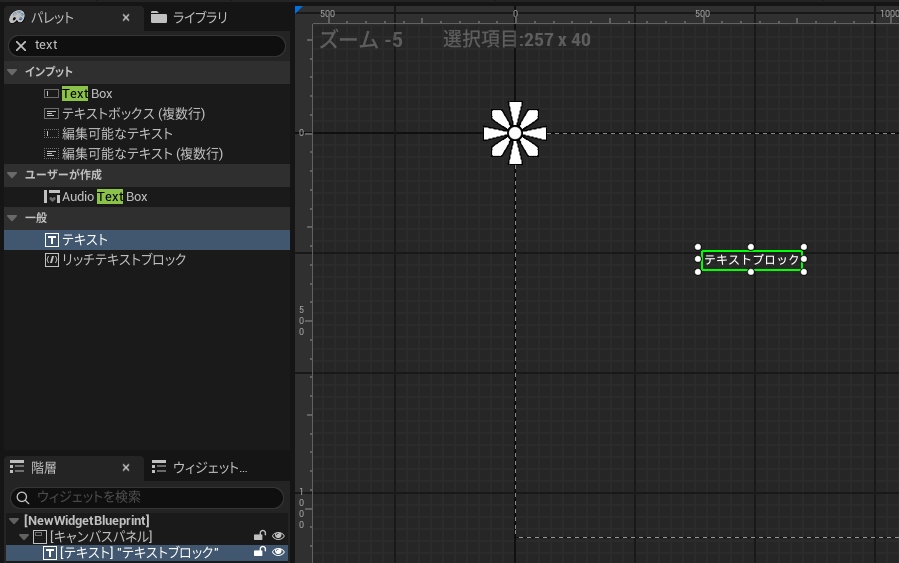 パレット
ライブラリ
text
インプット
Text Box
テキストボックス (複数行)
編集可能なテキスト
編集可能なテキスト (複数行)
ユーザーが作成
Audio Text Box
一般
テキスト
リッチテキストブロック
階層
ウィジェット...
ウィジェットを検索
[NewWidgetBlueprint]
[キャンバスパネル]
[テキスト] "テキストブロック"
500
0
500
1000
ズーム -5
選択項目:257 x 40
0
500
1000
テキストブロック